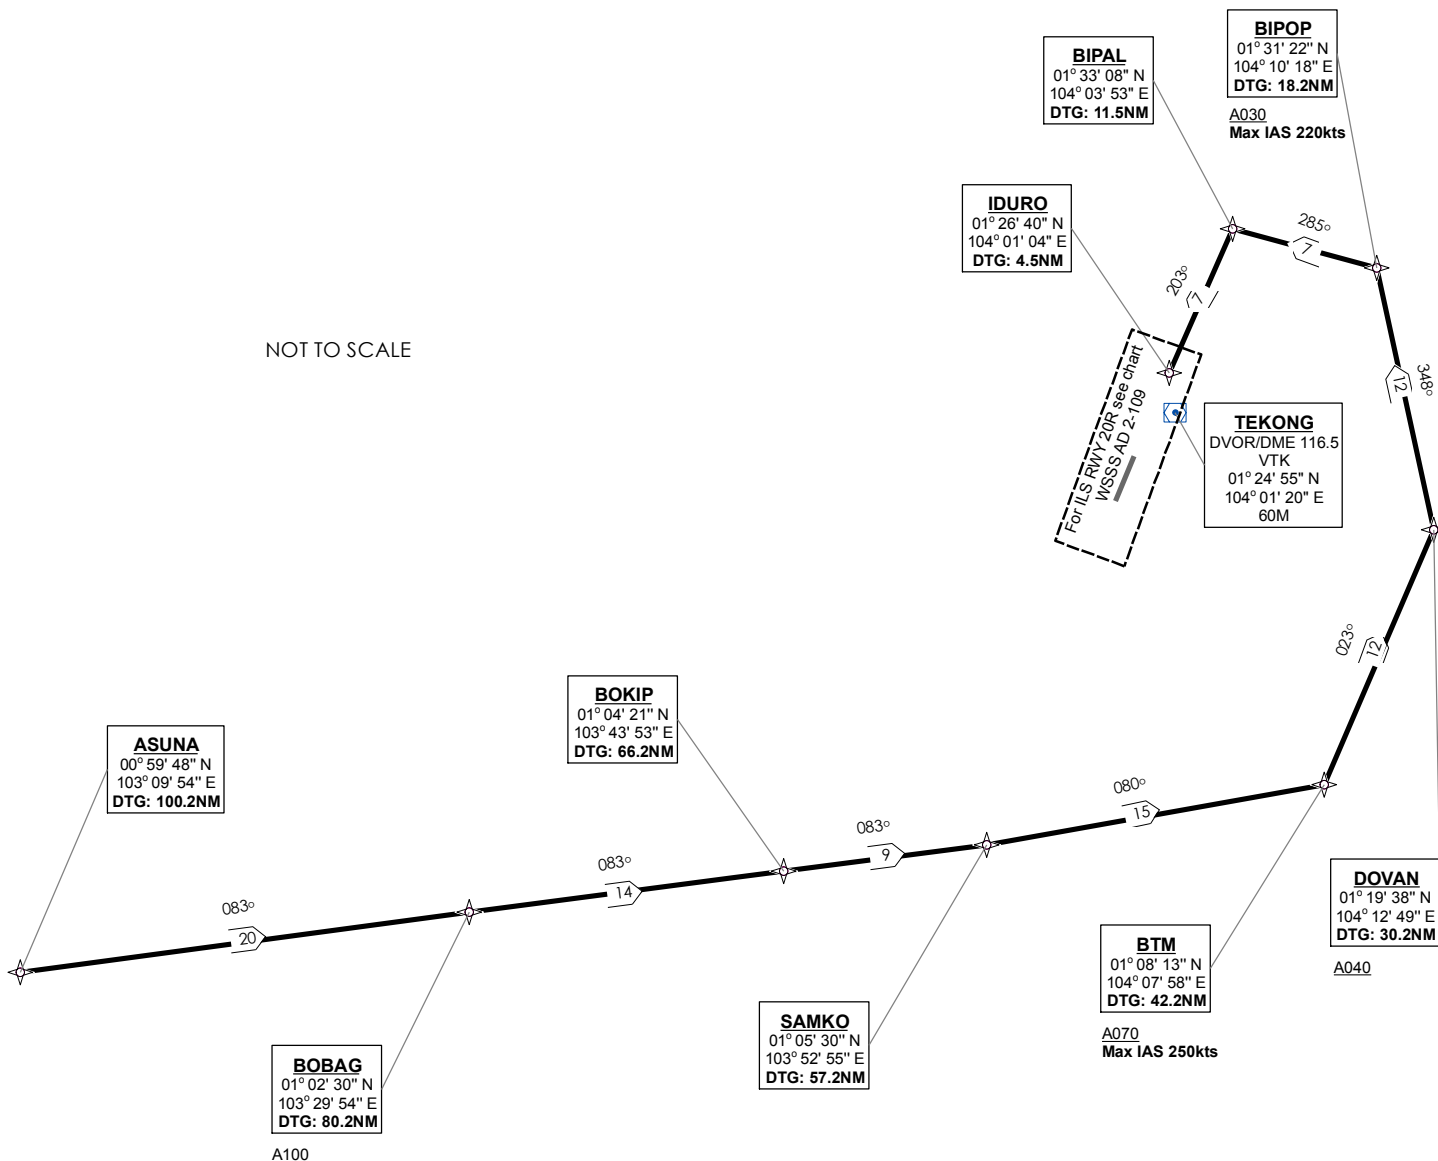 BIPOP
01° 31' 22" N
104° 10' 18" E
DTG: 18.2NM
A030
Max IAS 220kts
BIPAL
01° 33' 08" N
104° 03' 53" E
DTG: 11.5NM
IDURO
01° 26' 40" N
104° 01' 04" E
DTG: 4.5NM
285°
7
203°
7
NOT TO SCALE
348°
12
For ILS RWY 20R see chart
WSSS AD 2-109
TEKONG
DVOR/DME 116.5
VTK
01° 24' 55" N
104° 01' 20" E
60M
023°
12
BOKIP
01° 04' 21" N
103° 43' 53" E
DTG: 66.2NM
ASUNA
00° 59' 48" N
103° 09' 54" E
DTG: 100.2NM
080°
15
083°
9
083°
14
083°
20
DOVAN
01° 19' 38" N
104° 12' 49" E
DTG: 30.2NM
A040
BTM
01° 08' 13" N
104° 07' 58" E
DTG: 42.2NM
A070
Max IAS 250kts
SAMKO
01° 05' 30" N
103° 52' 55" E
DTG: 57.2NM
BOBAG
01° 02' 30" N
103° 29' 54" E
DTG: 80.2NM
A100